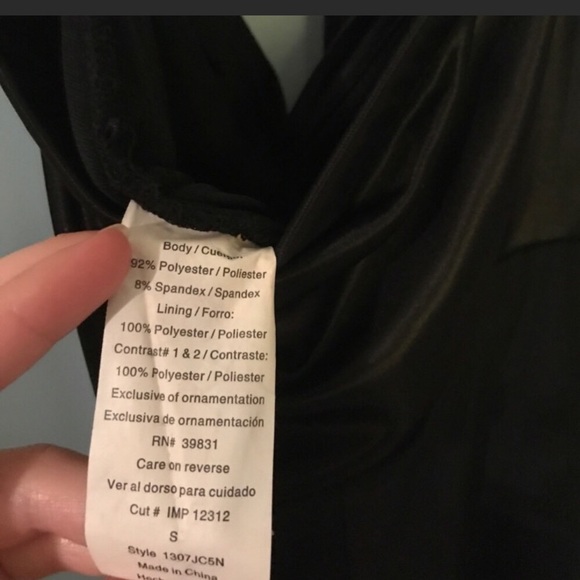 Body / 
92% Polyester / Poliester
8% Spandex / Spandex
Lining / Forro:
100% Polyester / Poliester
Contrast# 1 & 2 / Contraste:
100% Polyester / Poliester
Exclusive of ornamentation
Exclusiva de ornamentación
RN# 39831
Care on reverse
Ver al dorso para cuidado
Cut # IMP 12312
S
Style 1307JC5N
Made in China